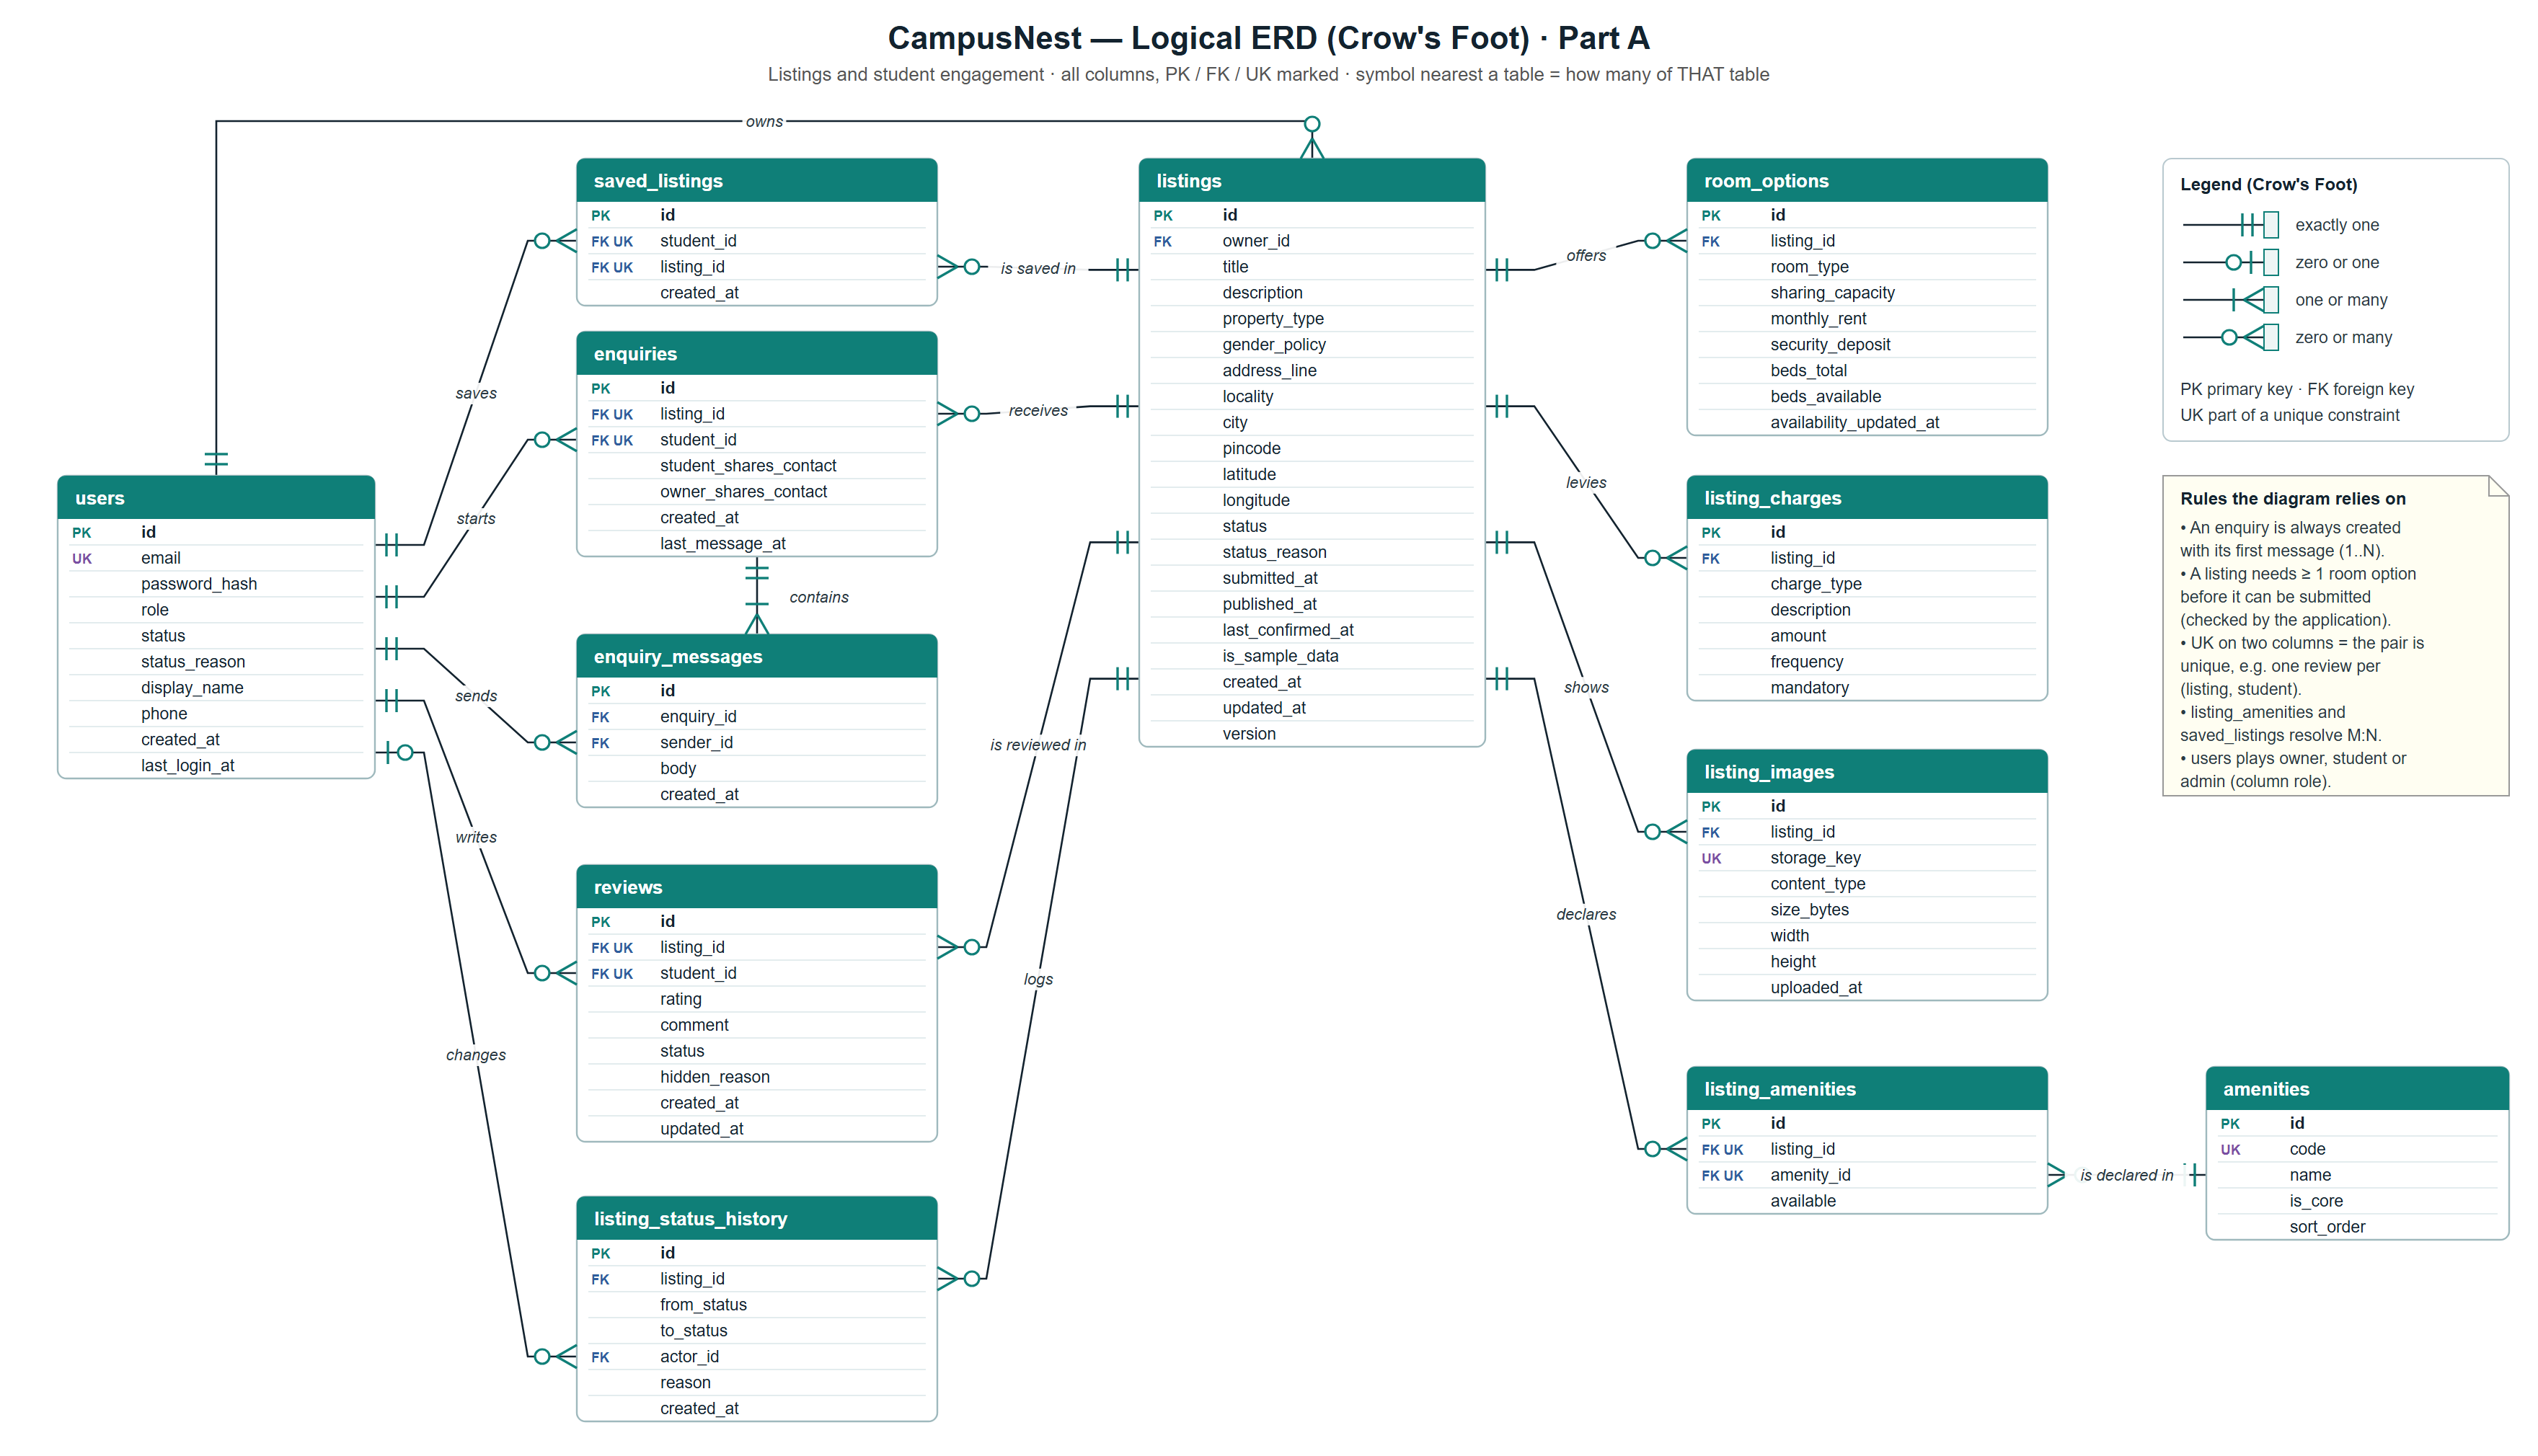 CampusNest — Logical ERD (Crow's Foot) · Part A
Listings and student engagement · all columns, PK / FK / UK marked · symbol nearest a table = how many of THAT table
owns
saved_listings
PK id
FK UK student_id
FK UK listing_id
created_at
is saved in
listings
PK id
FK owner_id
title
description
property_type
gender_policy
address_line
locality
city
pincode
latitude
longitude
status
status_reason
submitted_at
published_at
last_confirmed_at
is_sample_data
created_at
updated_at
version
offers
room_options
PK id
FK listing_id
room_type
sharing_capacity
monthly_rent
security_deposit
beds_total
beds_available
availability_updated_at
Legend (Crow's Foot)
exactly one
zero or one
one or many
zero or many
PK primary key · FK foreign key
UK part of a unique constraint
saves
enquiries
PK id
FK UK listing_id
FK UK student_id
student_shares_contact
owner_shares_contact
created_at
last_message_at
receives
starts
contains
users
PK id
UK email
password_hash
role
status
status_reason
display_name
phone
created_at
last_login_at
sends
enquiry_messages
PK id
FK enquiry_id
FK sender_id
body
created_at
levies
listing_charges
PK id
FK listing_id
charge_type
description
amount
frequency
mandatory
shows
Rules the diagram relies on
• An enquiry is always created
with its first message (1..N).
• A listing needs ≥ 1 room option
before it can be submitted
(checked by the application).
• UK on two columns = the pair is
unique, e.g. one review per
(listing, student).
• listing_amenities and
saved_listings resolve M:N.
• users plays owner, student or
admin (column role).
is reviewed in
writes
reviews
PK id
FK UK listing_id
FK UK student_id
rating
comment
status
hidden_reason
created_at
updated_at
logs
listing_images
PK id
FK listing_id
UK storage_key
content_type
size_bytes
width
height
uploaded_at
declares
changes
listing_status_history
PK id
FK listing_id
from_status
to_status
FK actor_id
reason
created_at
listing_amenities
PK id
FK UK listing_id
FK UK amenity_id
available
is declared in
amenities
PK id
UK code
name
is_core
sort_order